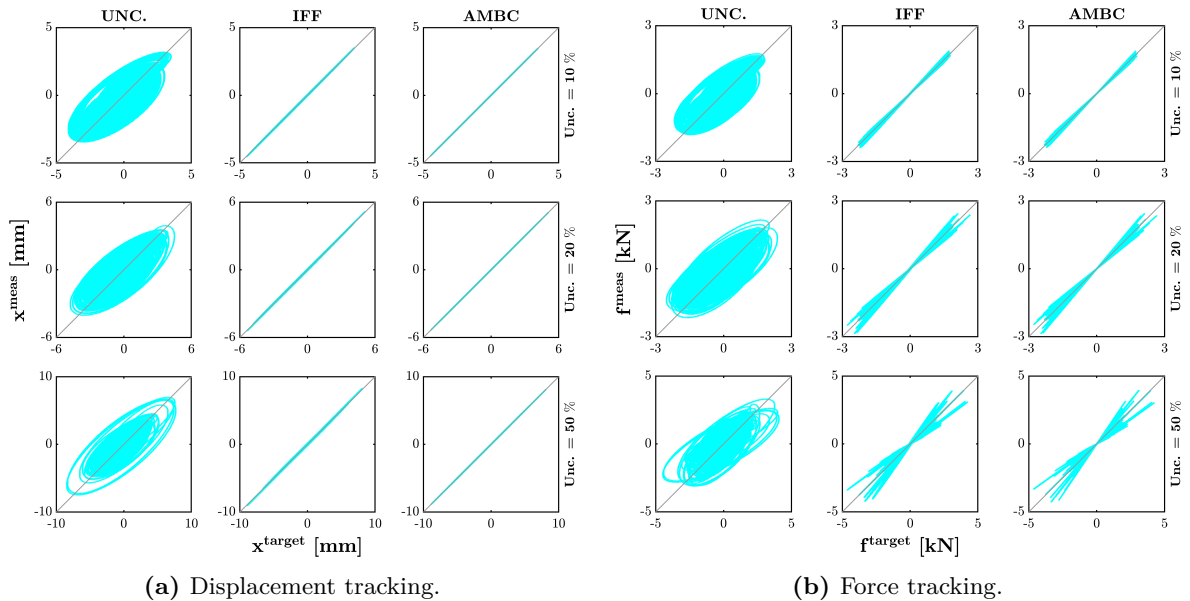 UNC. IFF AMBC UNC. IFF AMBC
5 5 5 3 3 3
0 0 0 0 0 0
-5 -5 -5 -3 -3 -3
-5 0 5 -5 0 5 -5 0 5 -3 0 3 -3 0 3 -3 0 3
Unc. = 10 % Unc. = 10 %
6 6 6 3 3 3
0 0 0 0 0 0
-6 -6 -6 -3 -3 -3
-6 0 6 -6 0 6 -6 0 6 -3 0 3 -3 0 3 -3 0 3
Unc. = 20 % Unc. = 20 %
x^meas [mm] f^meas [kN]
10 10 10 5 5 5
0 0 0 0 0 0
-10 -10 -10 -5 -5 -5
-10 0 10 -10 0 10 -10 0 10 -5 0 5 -5 0 5 -5 0 5
Unc. = 50 % Unc. = 50 %
x^target [mm] f^target [kN]
(a) Displacement tracking. (b) Force tracking.